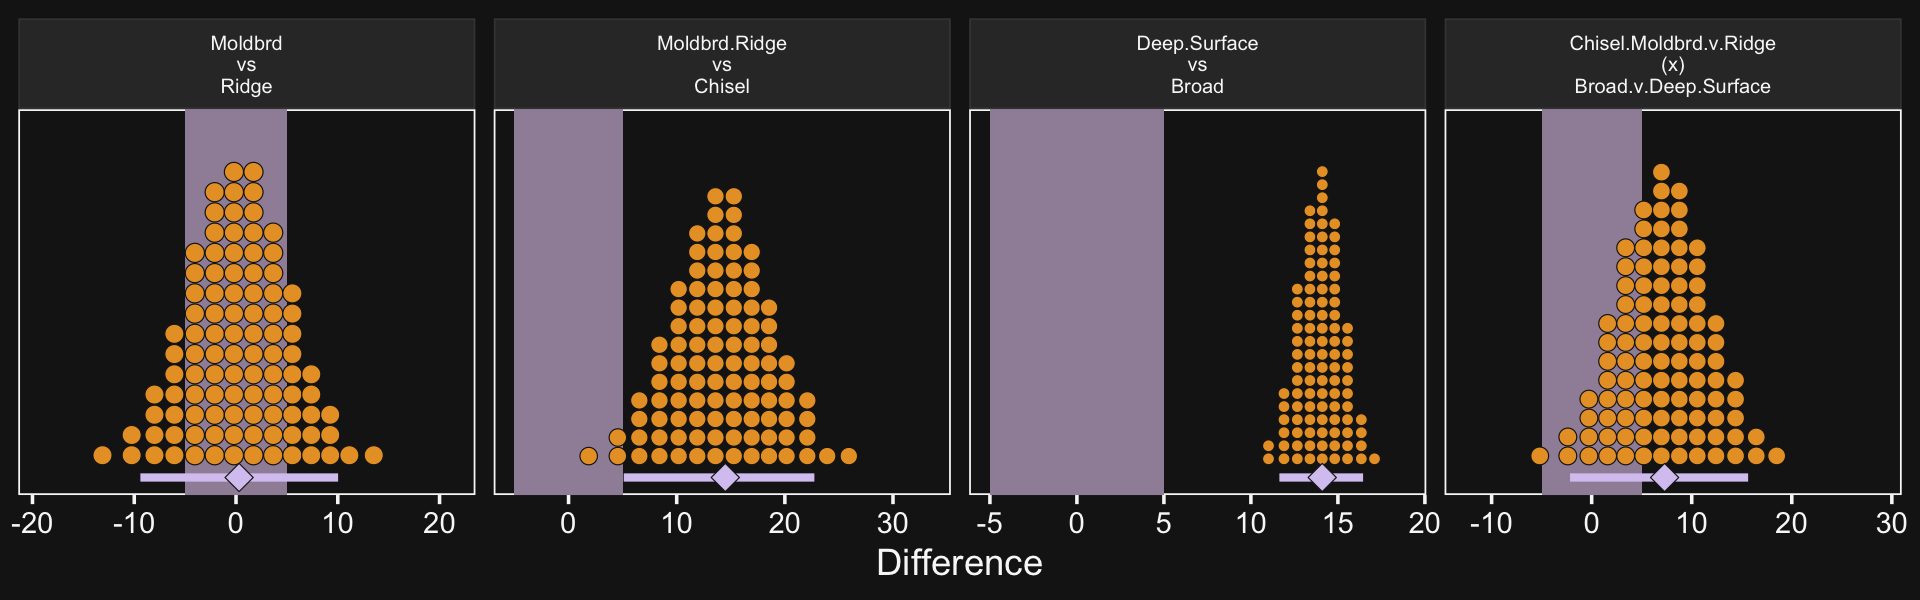 Moldbrd
vs
Ridge
Moldbrd.Ridge
vs
Chisel
Deep.Surface
vs
Broad
Chisel.Moldbrd.v.Ridge
(x)
Broad.v.Deep.Surface
-20 -10 0 10 20
0 10 20 30
-5 0 5 10 15 20
-10 0 10 20 30
Difference